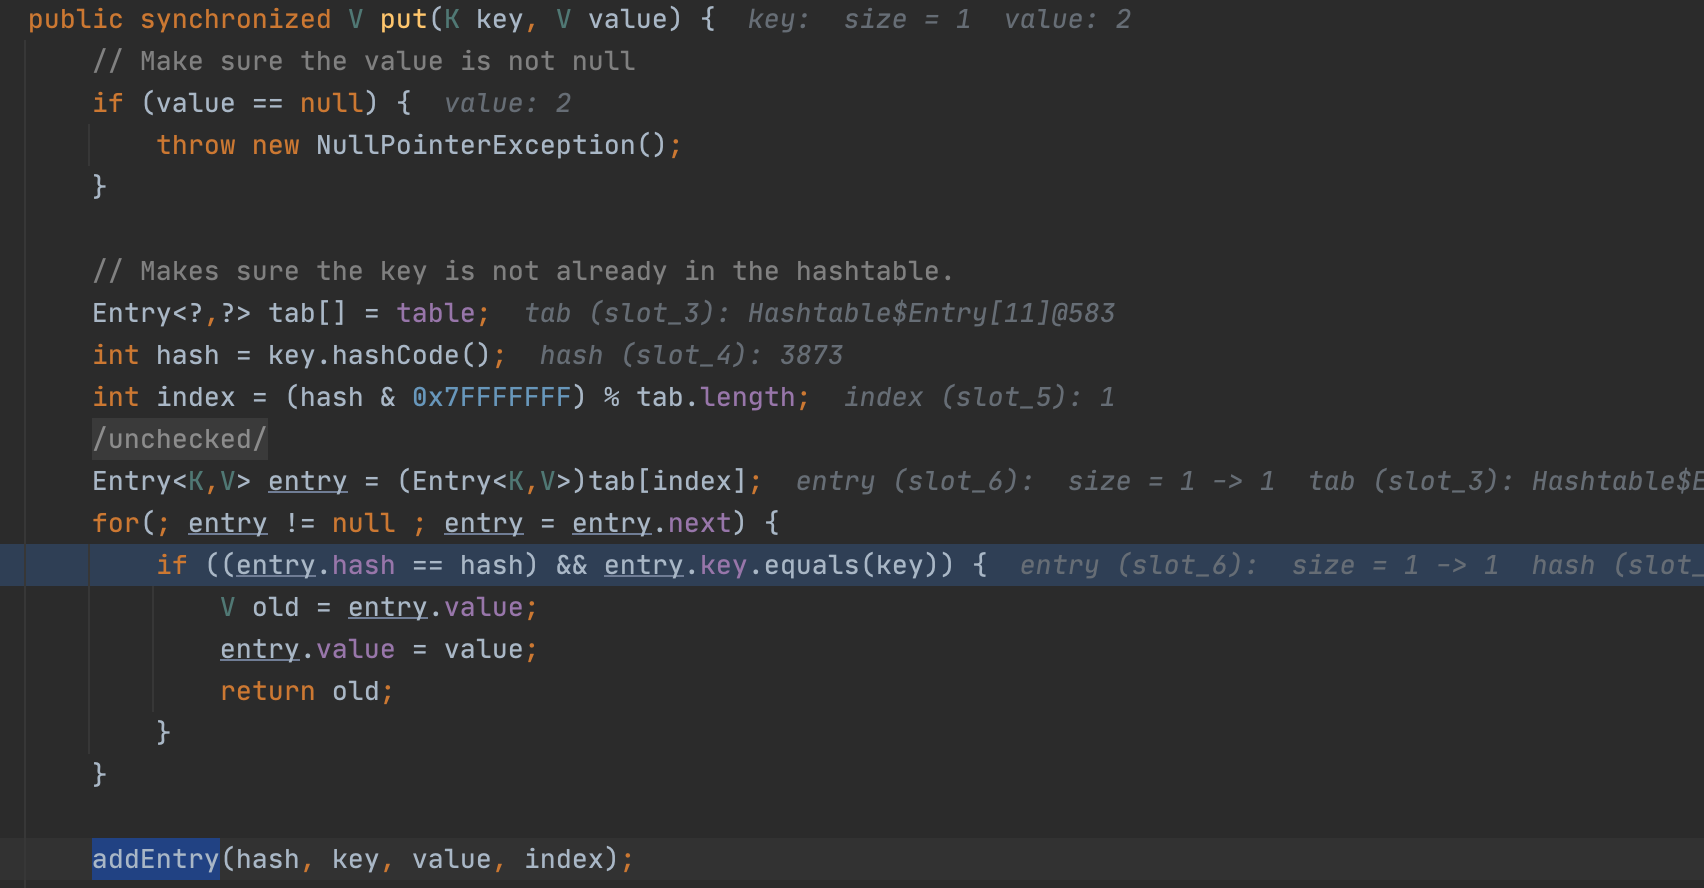 public synchronized V put(K key, V value) {  key:  size = 1  value: 2
// Make sure the value is not null
if (value == null) {  value: 2
throw new NullPointerException();
}
// Makes sure the key is not already in the hashtable.
Entry<?,?> tab[] = table;  tab (slot_3): Hashtable$Entry[11]@583
int hash = key.hashCode();  hash (slot_4): 3873
int index = (hash & 0x7FFFFFFF) % tab.length;  index (slot_5): 1
/unchecked/
Entry<K,V> entry = (Entry<K,V>)tab[index];  entry (slot_6):  size = 1 -> 1  tab (slot_3): Hashtable$E
for(; entry != null ; entry = entry.next) {
if ((entry.hash == hash) && entry.key.equals(key)) {  entry (slot_6):  size = 1 -> 1  hash (slot_
V old = entry.value;
entry.value = value;
return old;
}
}
addEntry(hash, key, value, index);